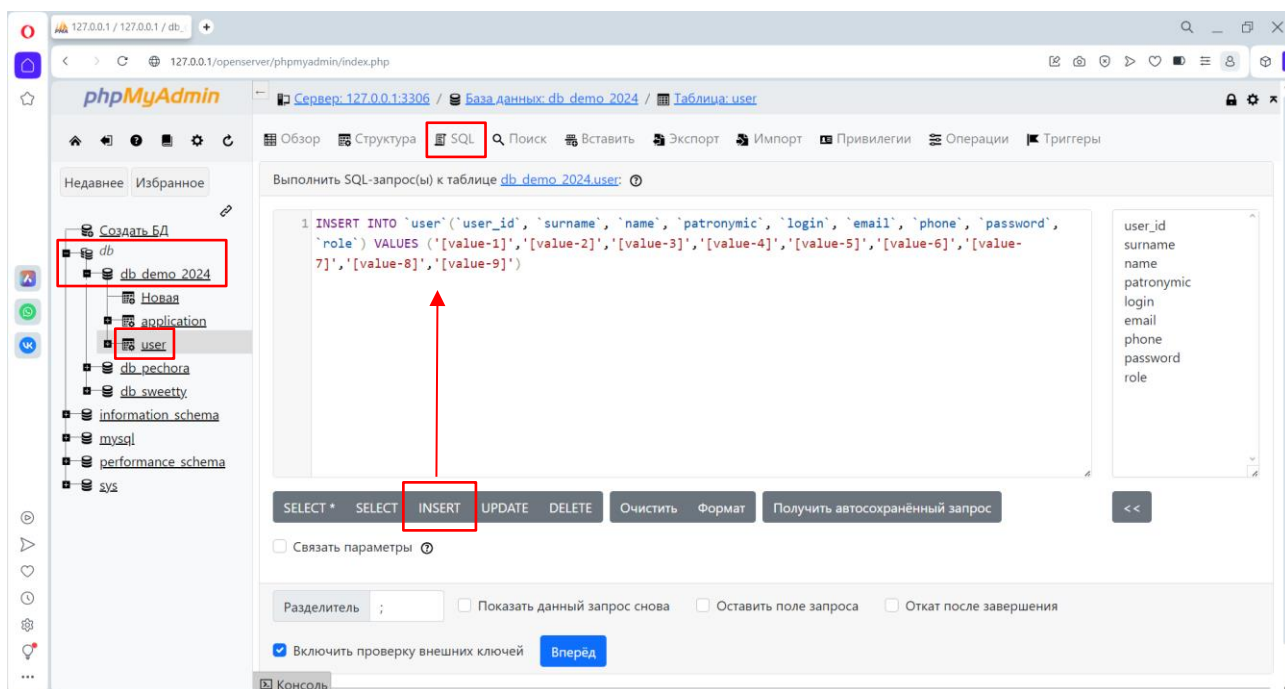 127.0.0.1 / 127.0.0.1 / db_
127.0.0.1/openserver/phpmyadmin/index.php
phpMyAdmin
Недавнее Избранное
Создать БД
db
db_demo_2024
Новая
application
user
db_pechora
db_sweetty
information_schema
mysql
performance_schema
sys
Сервер: 127.0.0.1:3306 / База данных: db_demo_2024 / Таблица: user
Обзор Структура SQL Поиск Вставить Экспорт Импорт Привилегии Операции Триггеры
Выполнить SQL-запрос(ы) к таблице db_demo_2024.user:
1 INSERT INTO `user`(`user_id`, `surname`, `name`, `patronymic`, `login`, `email`, `phone`, `password`,
`role`) VALUES ('[value-1]','[value-2]','[value-3]','[value-4]','[value-5]','[value-6]','[value-
7]','[value-8]','[value-9]')
user_id
surname
name
patronymic
login
email
phone
password
role
SELECT * SELECT INSERT UPDATE DELETE Очистить Формат Получить автосохранённый запрос <<
Связать параметры
Разделитель ; Показать данный запрос снова Оставить поле запроса Откат после завершения
Включить проверку внешних ключей Вперёд
Консоль